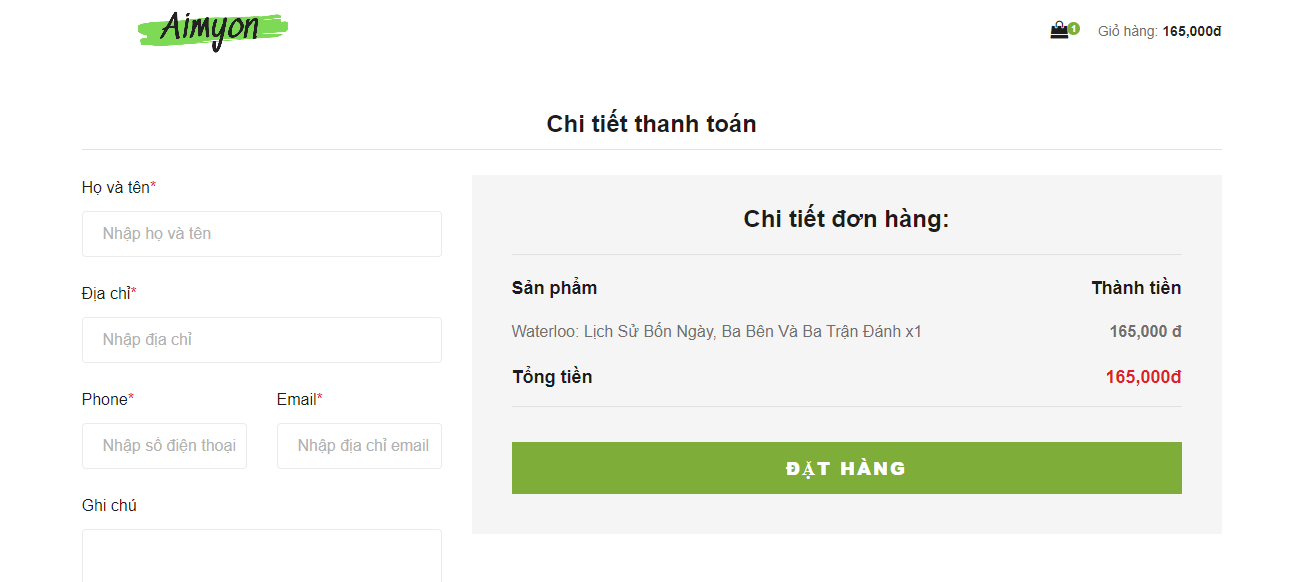 Aimyon
1
Giỏ hàng: 165,000đ
Chi tiết thanh toán
Họ và tên*
Nhập họ và tên
Địa chỉ*
Nhập địa chỉ
Phone*
Email*
Nhập số điện thoại
Nhập địa chỉ email
Ghi chú
Chi tiết đơn hàng:
Sản phẩm
Thành tiền
Waterloo: Lịch Sử Bốn Ngày, Ba Bên Và Ba Trận Đánh x1
165,000 đ
Tổng tiền
165,000đ
ĐẶT HÀNG